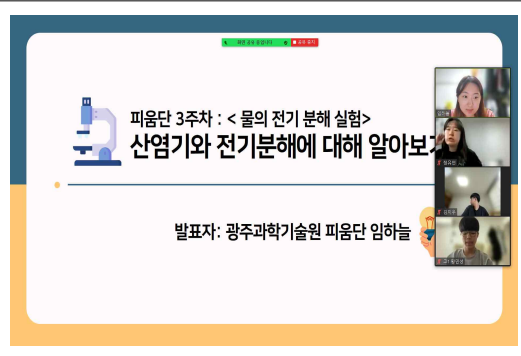 피움단 3주차 : < 물의 전기 분해 실험>
산염기와 전기분해에 대해 알아보
발표자: 광주과학기술원 피움단 임하늘